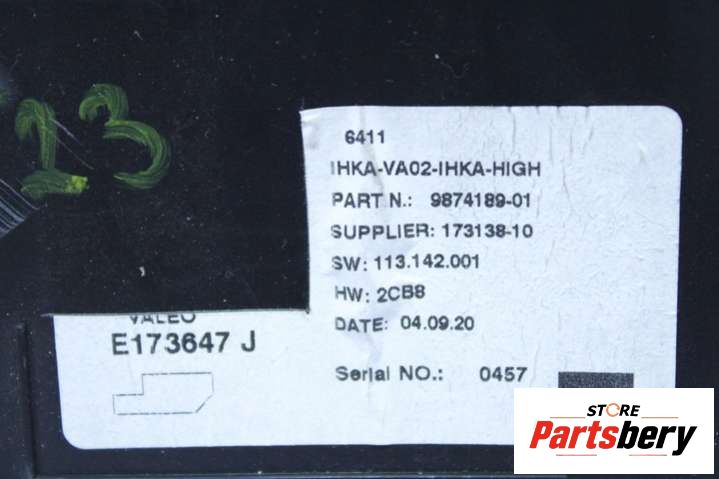 23
6411
IHKA-VA02-IHKA-HIGH
PART N.: 9874189-01
SUPPLIER: 173138-10
SW: 113.142.001
HW: 2CB8
DATE: 04.09.20
Serial NO.: 0457
VALEO
E173647 J
STORE
Partsbery